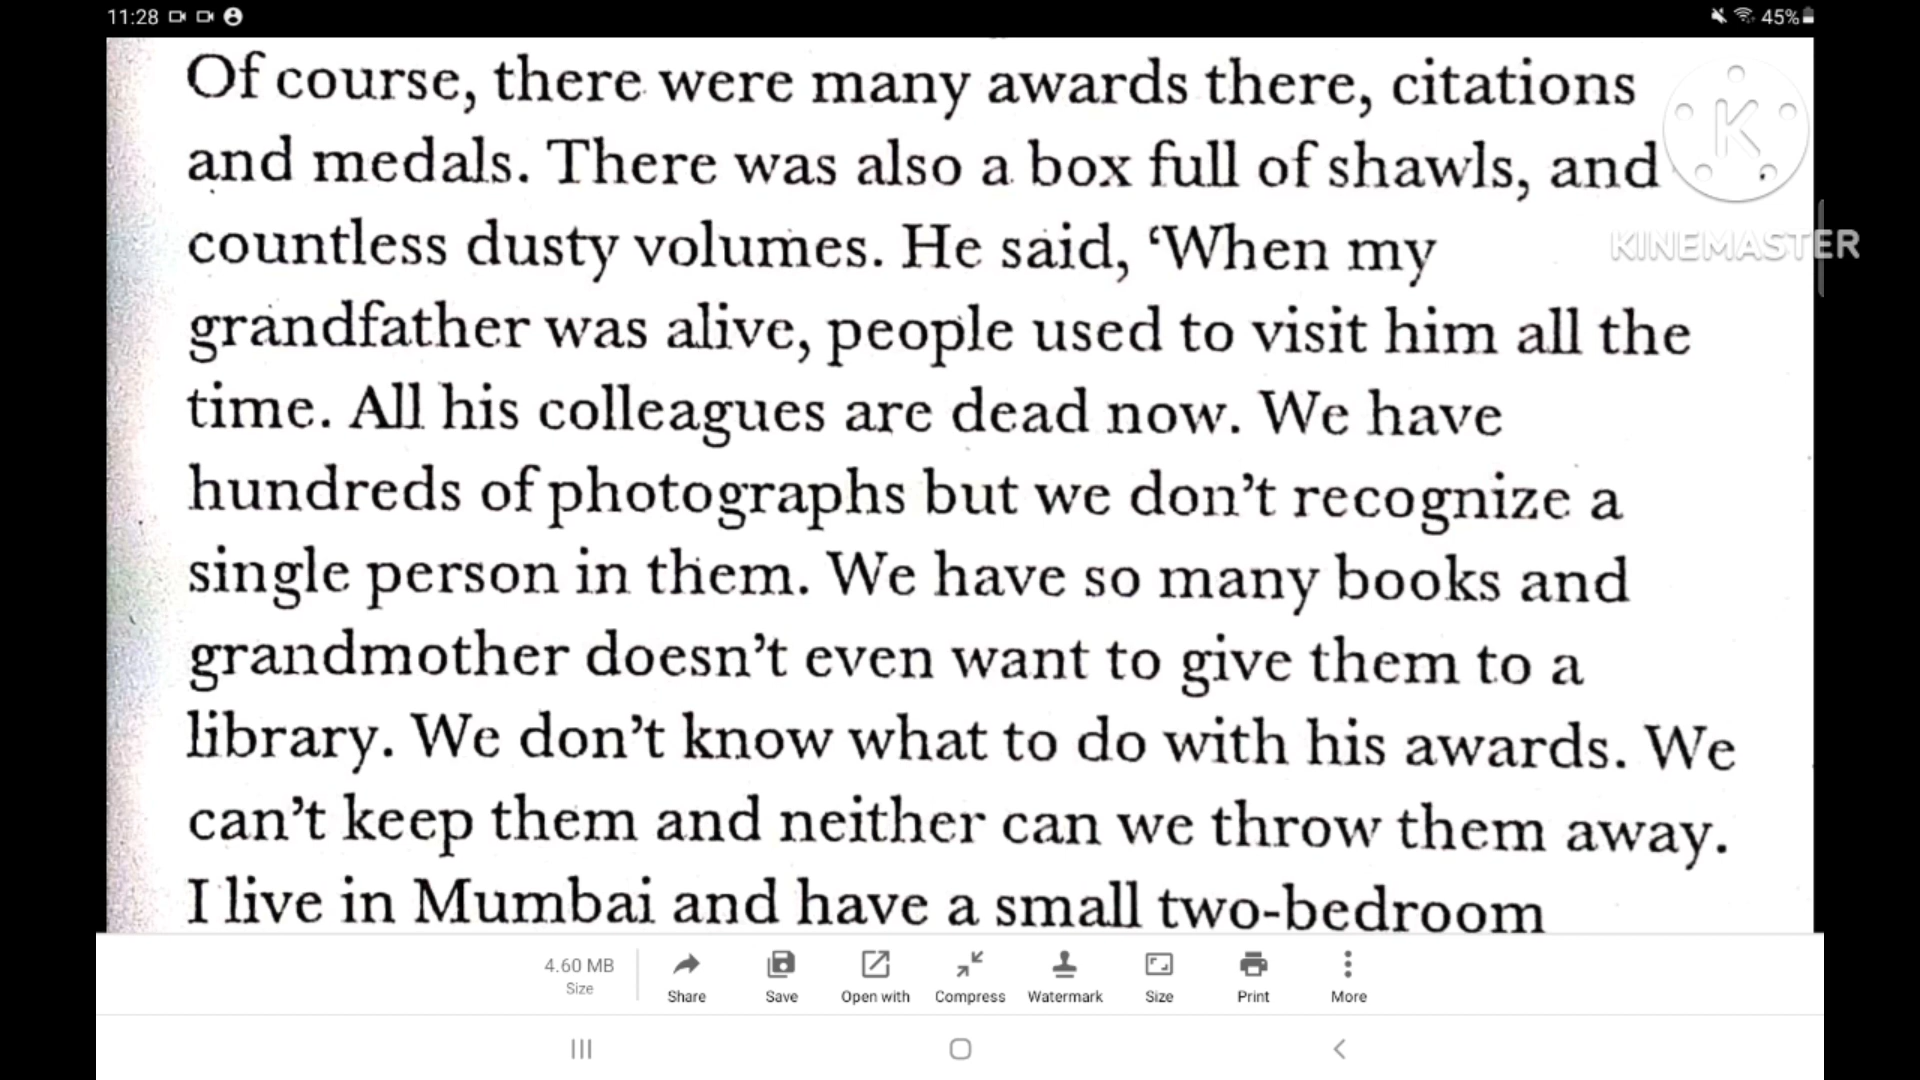 11:28
45%
Of course, there were many awards there, citations
and medals. There was also a box full of shawls, and
countless dusty volumes. He said, ‘When my
grandfather was alive, people used to visit him all the
time. All his colleagues are dead now. We have
hundreds of photographs but we don’t recognize a
single person in them. We have so many books and
grandmother doesn’t even want to give them to a
library. We don’t know what to do with his awards. We
can’t keep them and neither can we throw them away.
I live in Mumbai and have a small two-bedroom
K
KINEMASTER
4.60 MB
Size
Share
Save
Open with
Compress
Watermark
Size
Print
More